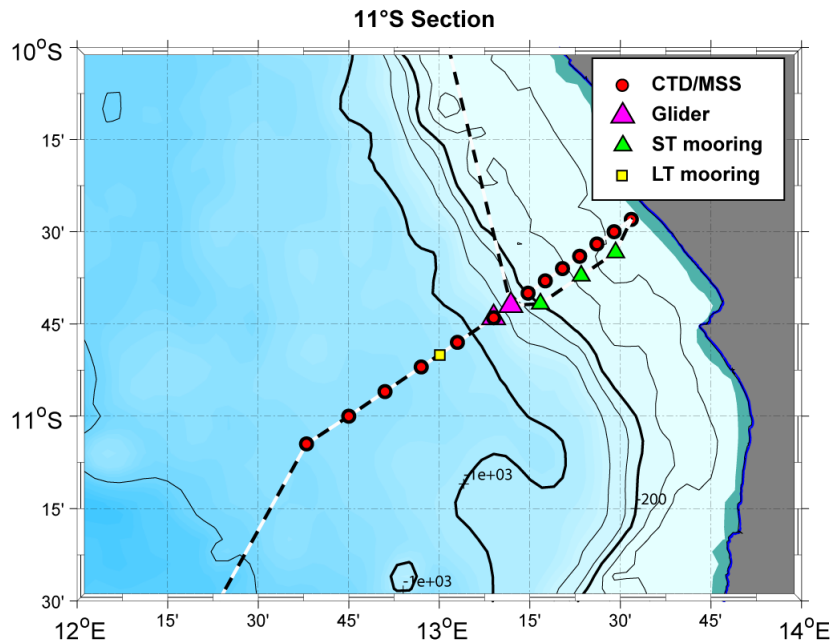 11°S Section
10°S
CTD/MSS
Glider
ST mooring
LT mooring
15'
30'
45'
11°S
-1e+03
-200
15'
-1e+03
30'
12°E
15'
30'
45'
13°E
15'
30'
45'
14°E